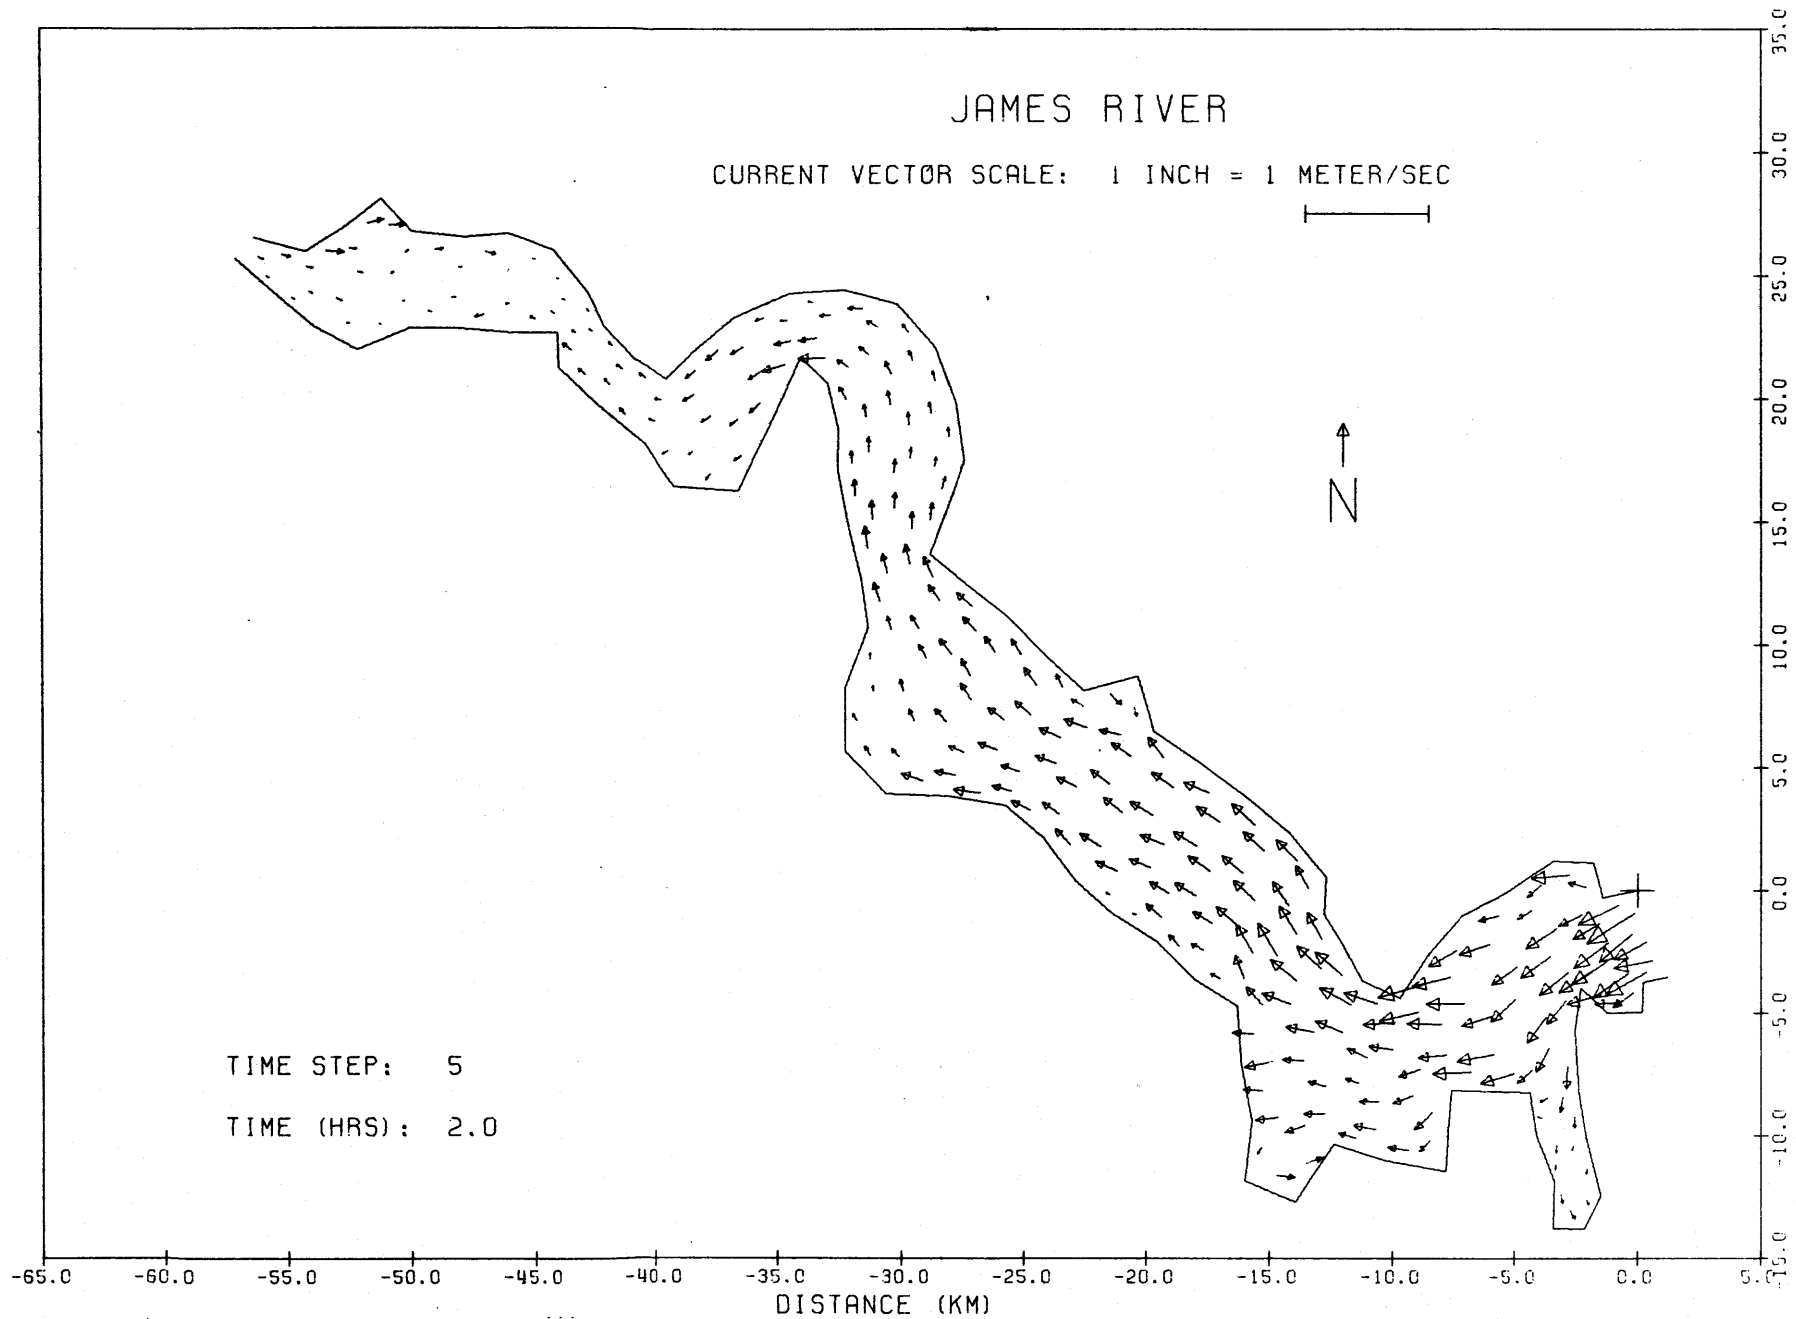 JAMES RIVER
CURRENT VECTOR SCALE: 1 INCH = 1 METER/SEC
N
TIME STEP: 5
TIME (HRS): 2.0
35.0
30.0
25.0
20.0
15.0
10.0
5.0
0.0
-5.0
-10.0
-15.0
-65.0 -60.0 -55.0 -50.0 -45.0 -40.0 -35.0 -30.0 -25.0 -20.0 -15.0 -10.0 -5.0 0.0 5.0
DISTANCE (KM)